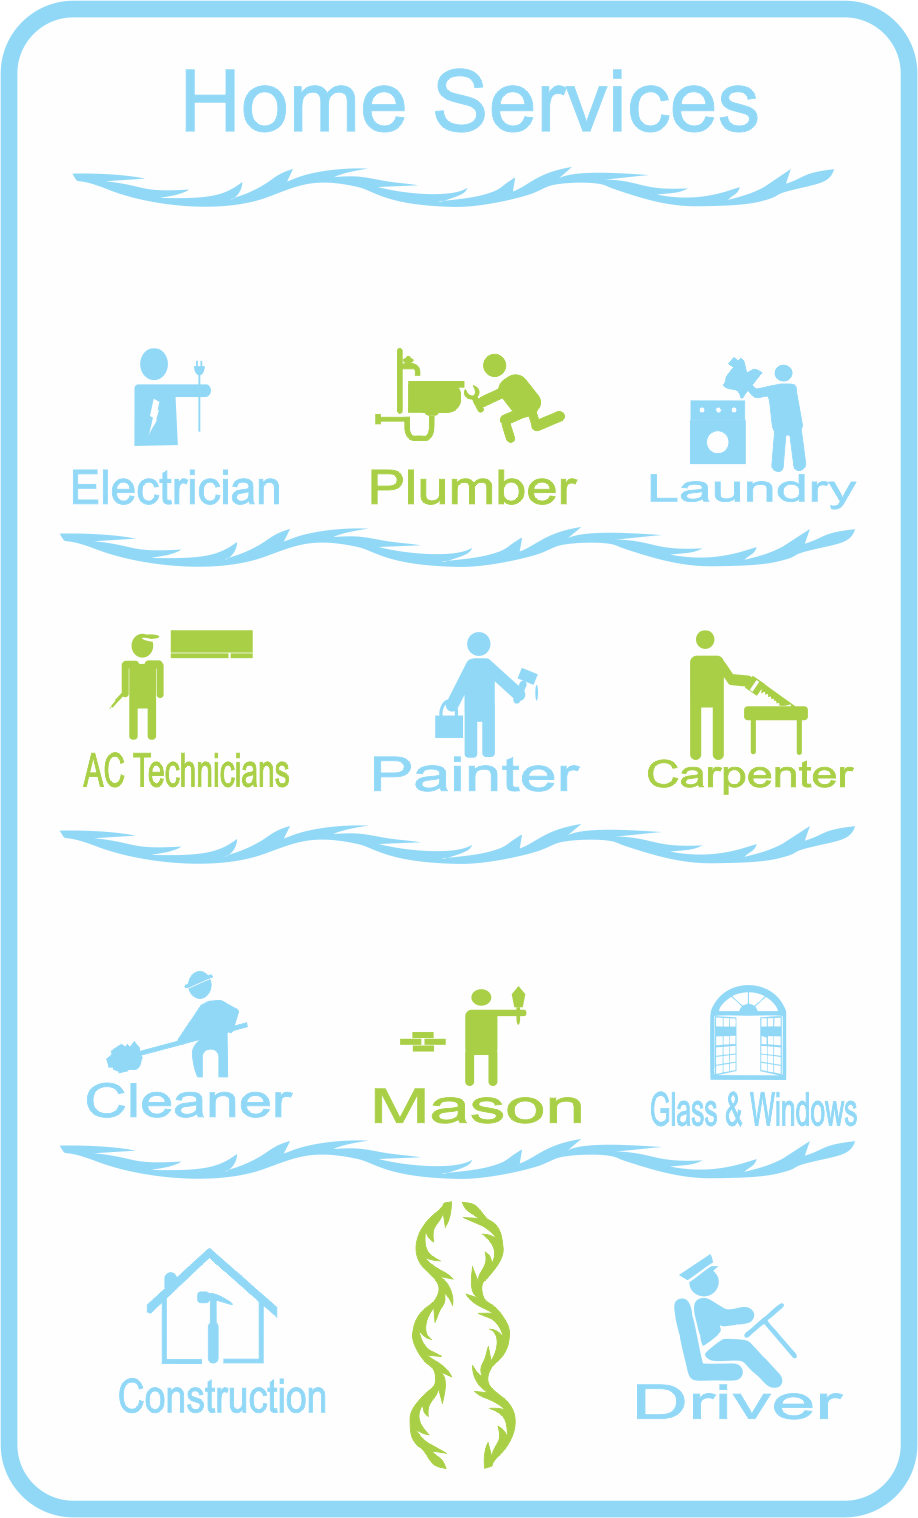 Home Services
Electrician
Plumber
Laundry
AC Technicians
Painter
Carpenter
Cleaner
Mason
Glass & Windows
Construction
Driver